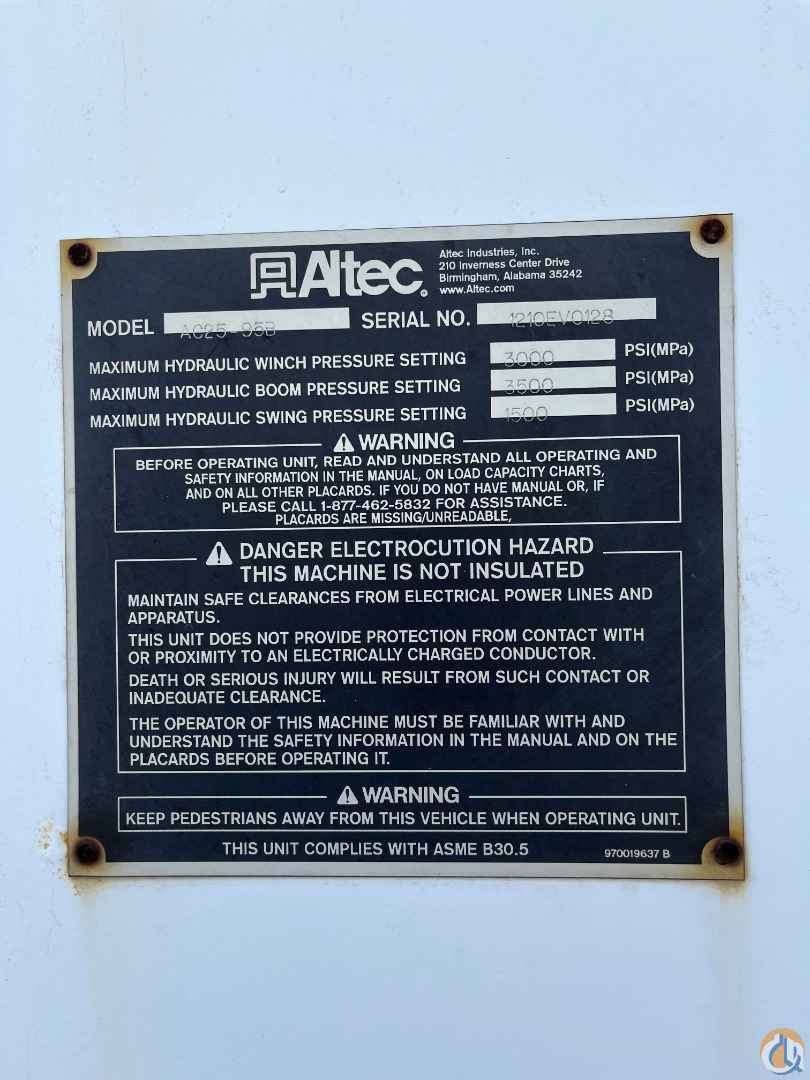 Altec.
Altec Industries, Inc.
210 Inverness Center Drive
Birmingham, Alabama 35242
www.Altec.com
MODEL AC25-95B SERIAL NO. 1210EV0128
MAXIMUM HYDRAULIC WINCH PRESSURE SETTING 3000 PSI(MPa)
MAXIMUM HYDRAULIC BOOM PRESSURE SETTING 3500 PSI(MPa)
MAXIMUM HYDRAULIC SWING PRESSURE SETTING 1500 PSI(MPa)
WARNING
BEFORE OPERATING UNIT, READ AND UNDERSTAND ALL OPERATING AND
SAFETY INFORMATION IN THE MANUAL, ON LOAD CAPACITY CHARTS,
AND ON ALL OTHER PLACARDS. IF YOU DO NOT HAVE MANUAL OR, IF
PLEASE CALL 1-877-462-5832 FOR ASSISTANCE.
PLACARDS ARE MISSING/UNREADABLE,
DANGER ELECTROCUTION HAZARD
THIS MACHINE IS NOT INSULATED
MAINTAIN SAFE CLEARANCES FROM ELECTRICAL POWER LINES AND
APPARATUS.
THIS UNIT DOES NOT PROVIDE PROTECTION FROM CONTACT WITH
OR PROXIMITY TO AN ELECTRICALLY CHARGED CONDUCTOR.
DEATH OR SERIOUS INJURY WILL RESULT FROM SUCH CONTACT OR
INADEQUATE CLEARANCE.
THE OPERATOR OF THIS MACHINE MUST BE FAMILIAR WITH AND
UNDERSTAND THE SAFETY INFORMATION IN THE MANUAL AND ON THE
PLACARDS BEFORE OPERATING IT.
WARNING
KEEP PEDESTRIANS AWAY FROM THIS VEHICLE WHEN OPERATING UNIT.
THIS UNIT COMPLIES WITH ASME B30.5
970019637 B